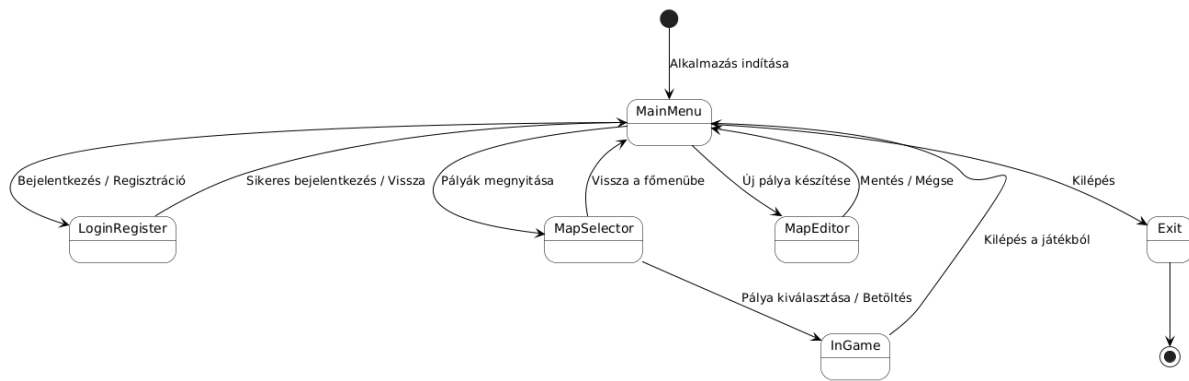 Alkalmazás indítása
MainMenu
Bejelentkezés / Regisztráció
Sikeres bejelentkezés / Vissza
Pályák megnyitása
Vissza a főmenübe
Új pálya készítése
Mentés / Mégse
Kilépés
LoginRegister
MapSelector
MapEditor
Exit
Kilépés a játékból
Pálya kiválasztása / Betöltés
InGame